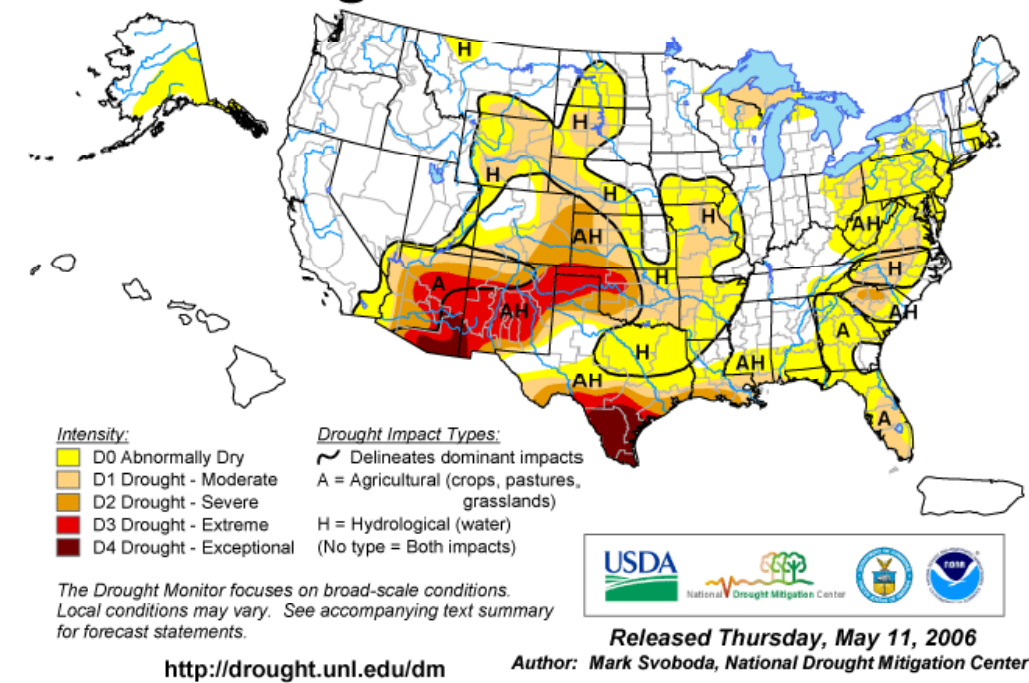 H
H
H
H
H
AH
H
A
AH
H
AH
AH
H
AH
H
AH
A
A
Intensity:
D0 Abnormally Dry
D1 Drought - Moderate
D2 Drought - Severe
D3 Drought - Extreme
D4 Drought - Exceptional
Drought Impact Types:
Delineates dominant impacts
A = Agricultural (crops, pastures,
grasslands)
H = Hydrological (water)
(No type = Both impacts)
The Drought Monitor focuses on broad-scale conditions.
Local conditions may vary. See accompanying text summary
for forecast statements.
http://drought.unl.edu/dm
USDA
National Drought Mitigation Center
noaa
Released Thursday, May 11, 2006
Author: Mark Svoboda, National Drought Mitigation Center